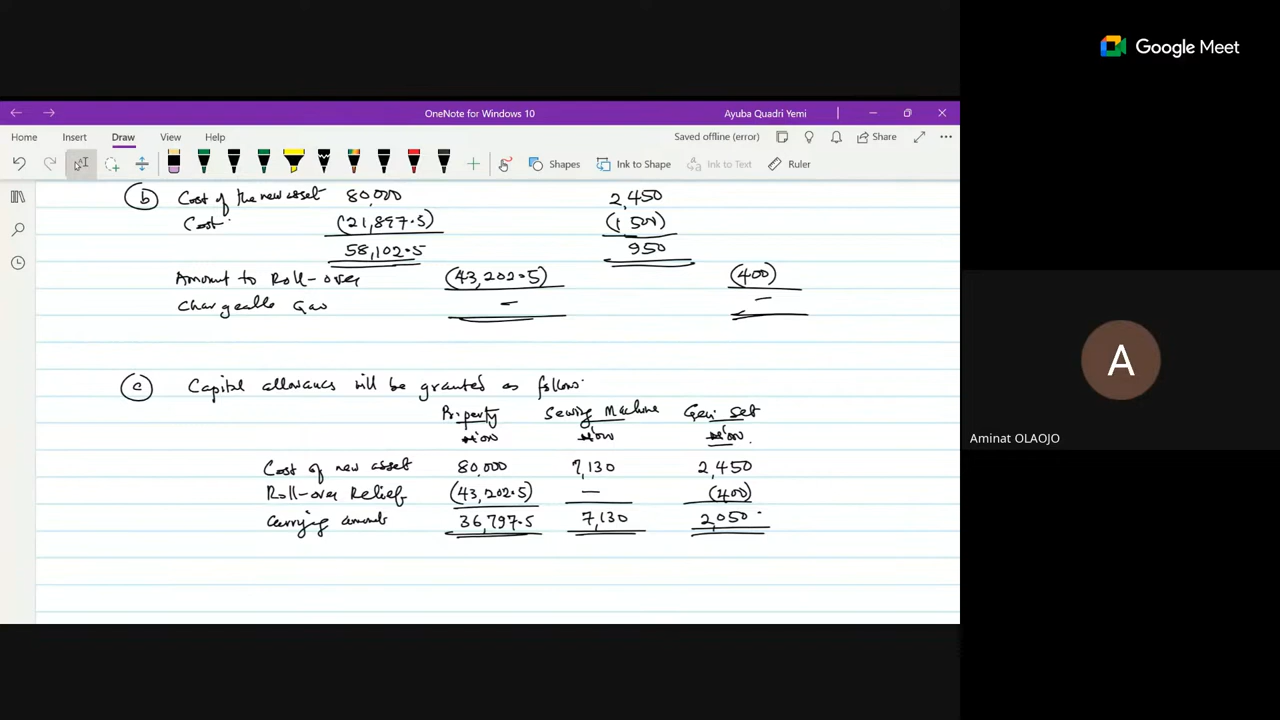 Google Meet
OneNote for Windows 10
Ayuba Quadri Yemi
Home Insert Draw View Help
Saved offline (error)
Share
Shapes
Ink to Shape
Ink to Text
Ruler
(b) Cost of the new asset 80,000 2,450
Cost (21,897.5) (1,500)
58,102.5 950
Amount to Roll-over (43,202.5) (400)
Chargeable Gain - -
(c) Capital allowances will be granted as follow:
Property Sewing Machine Gen. Set
Cost of new asset 80,000 7,130 2,450
Roll-over Relief (43,202.5) — (400)
Carrying amount 36,797.5 7,130 2,050
A
Aminat OLAOJO